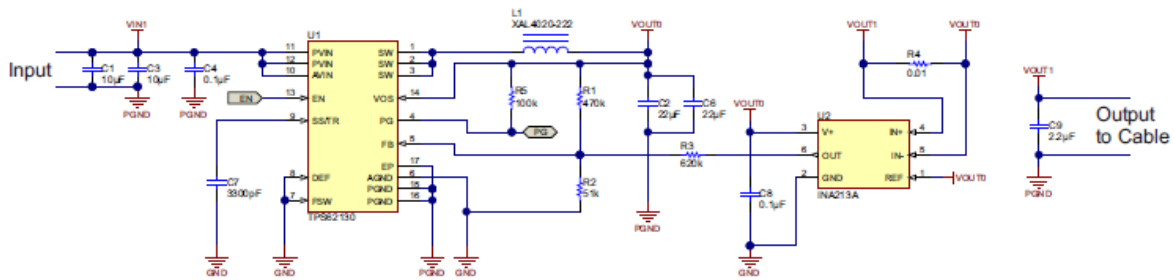 L1
XAL4020-222
VIN1
VOUT0
VOUT1
VOUT0
U1
Input
C1
10µF
C3
10µF
C4
0.1µF
11 PVIN SW 1
12 PVIN SW 2
10 AVIN SW 3
EN 13 EN VOS 14
9 SS/TR PG 4
FB 5
EP 17
8 DEF AGND 6
PGND 15
7 FSW PGND 16
TPS62130
PGND
PGND
C7
3300pF
GND
GND
PGND
GND
R5
100k
PG
R1
470k
R2
51k
R3
620k
C2
22µF
C6
22µF
PGND
VOUT0
C8
0.1µF
GND
R4
0.01
U2
3 V+ IN+ 4
6 OUT IN- 5
2 GND REF 1
VOUT0
INA213A
VOUT1
C9
2.2µF
PGND
Output
to Cable